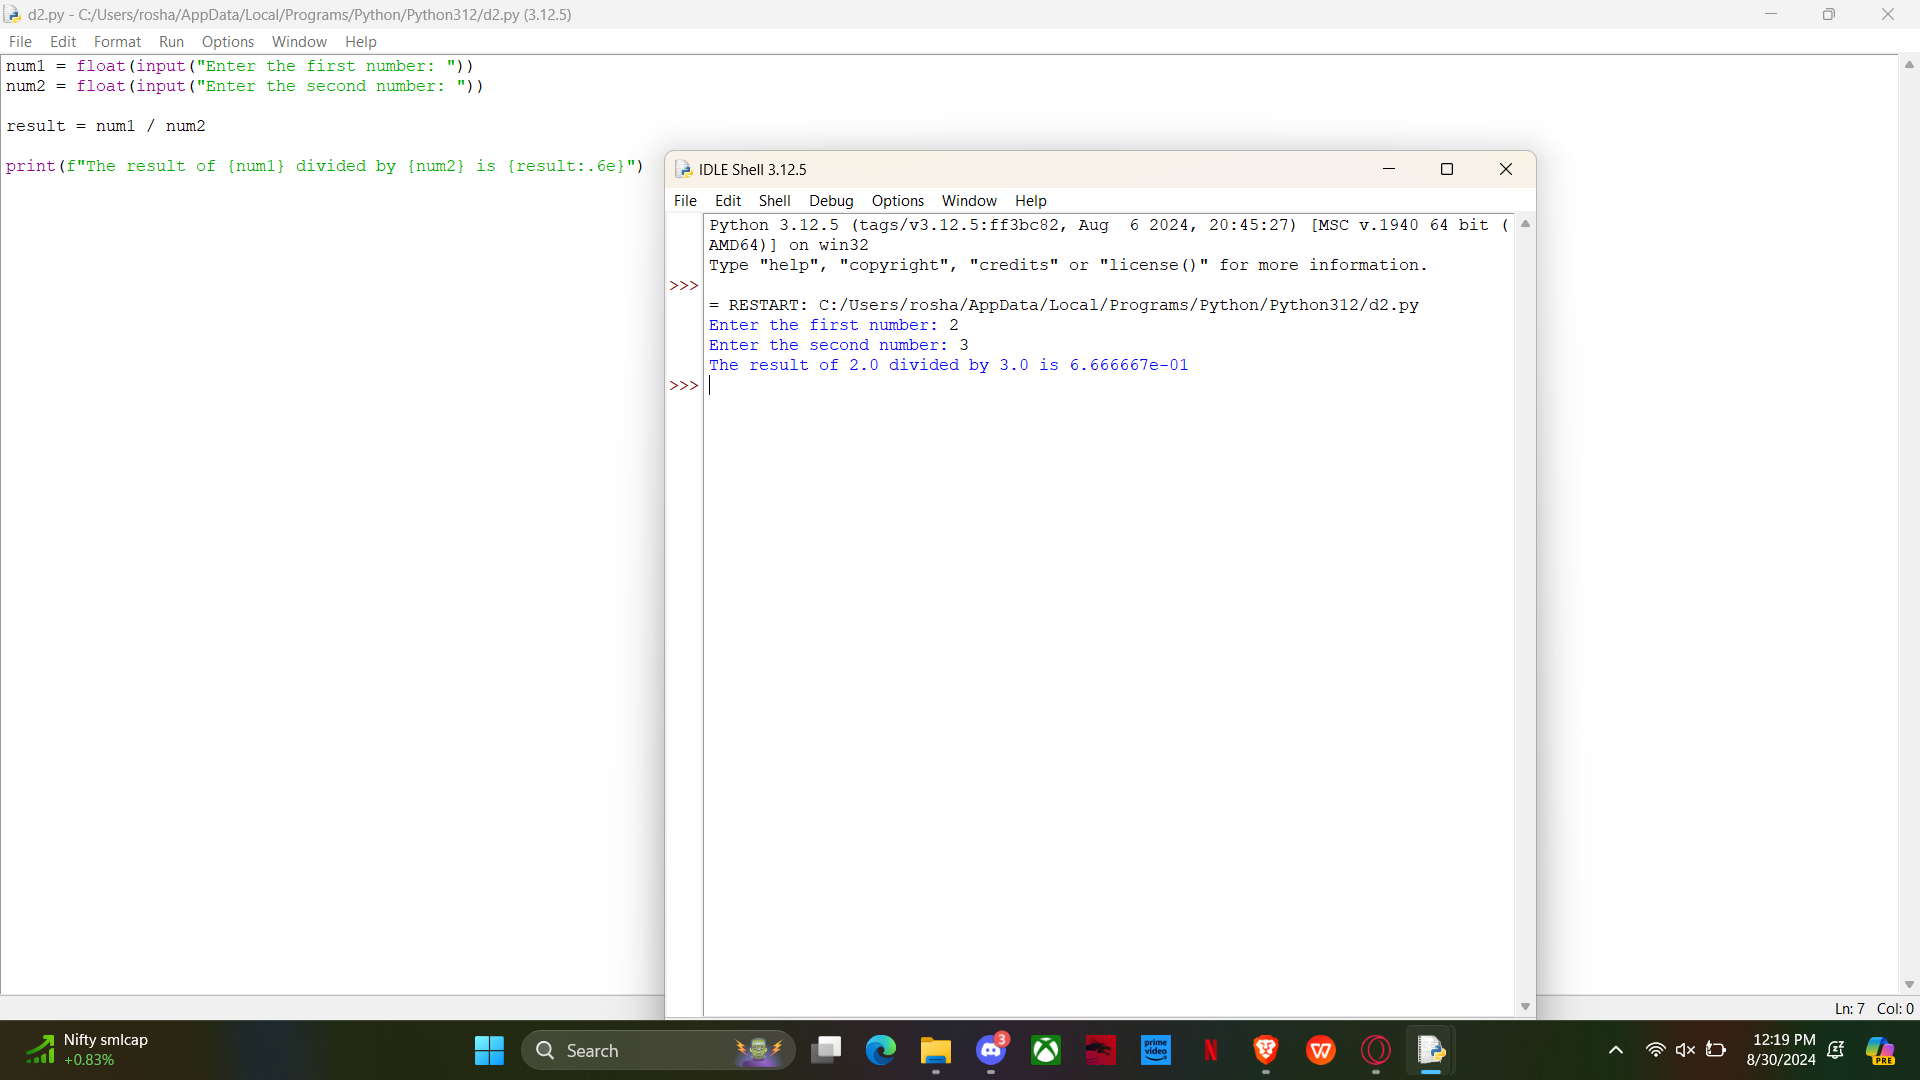 d2.py - C:/Users/rosha/AppData/Local/Programs/Python/Python312/d2.py (3.12.5)
File Edit Format Run Options Window Help
num1 = float(input("Enter the first number: "))
num2 = float(input("Enter the second number: "))
result = num1 / num2
print(f"The result of {num1} divided by {num2} is {result:.6e}")
IDLE Shell 3.12.5
File Edit Shell Debug Options Window Help
Python 3.12.5 (tags/v3.12.5:ff3bc82, Aug  6 2024, 20:45:27) [MSC v.1940 64 bit (
AMD64)] on win32
Type "help", "copyright", "credits" or "license()" for more information.
>>>
= RESTART: C:/Users/rosha/AppData/Local/Programs/Python/Python312/d2.py
Enter the first number: 2
Enter the second number: 3
The result of 2.0 divided by 3.0 is 6.666667e-01
>>>
Ln: 7 Col: 0
Nifty smlcap
+0.83%
Search
3
prime video
N
W
12:19 PM
8/30/2024
PRE